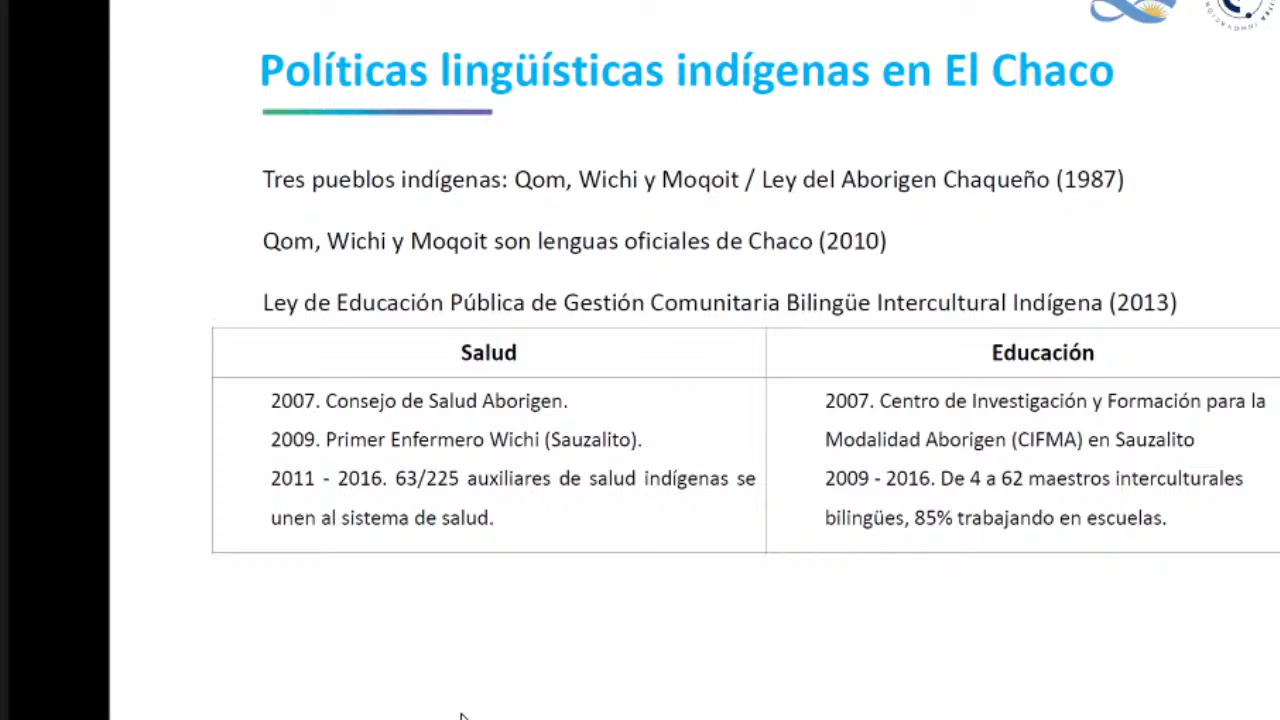 Políticas lingüísticas indígenas en El Chaco
Tres pueblos indígenas: Qom, Wichi y Moqoit / Ley del Aborigen Chaqueño (1987)
Qom, Wichi y Moqoit son lenguas oficiales de Chaco (2010)
Ley de Educación Pública de Gestión Comunitaria Bilingüe Intercultural Indígena (2013)
Salud
2007. Consejo de Salud Aborigen.
2009. Primer Enfermero Wichi (Sauzalito).
2011 - 2016. 63/225 auxiliares de salud indígenas se
unen al sistema de salud.
Educación
2007. Centro de Investigación y Formación para la
Modalidad Aborigen (CIFMA) en Sauzalito
2009 - 2016. De 4 a 62 maestros interculturales
bilingües, 85% trabajando en escuelas.